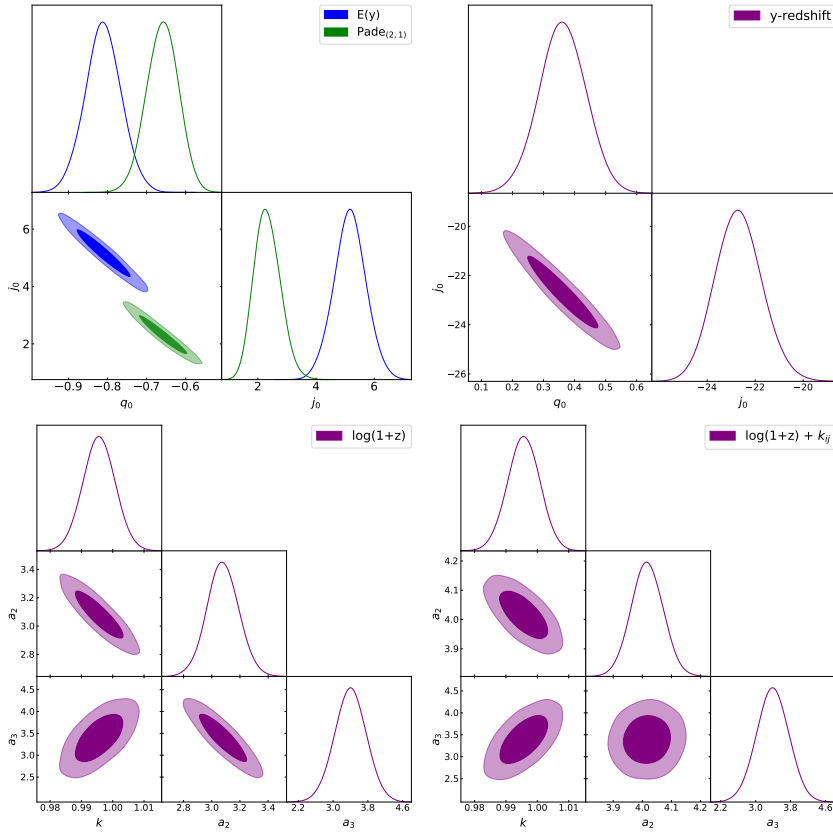 E(y)
Pade(2,1)
y-redshift
j0
6
4
2
−20
−22
−24
−26
j0
−0.9 −0.8 −0.7 −0.6
2 4 6
0.1 0.2 0.3 0.4 0.5 0.6
−24 −22 −20
q0
j0
q0
j0
log(1+z)
log(1+z) + kij
a2
3.4
3.2
3.0
2.8
a2
4.2
4.1
4.0
3.9
a3
4.5
4.0
3.5
3.0
2.5
a3
4.5
4.0
3.5
3.0
2.5
0.98 0.99 1.00 1.01
2.6 3.0 3.4
2.2 3.0 3.8 4.6
0.98 0.99 1.00 1.01
3.9 4.0 4.1 4.2
2.2 3.0 3.8 4.6
k
a2
a3
k
a2
a3